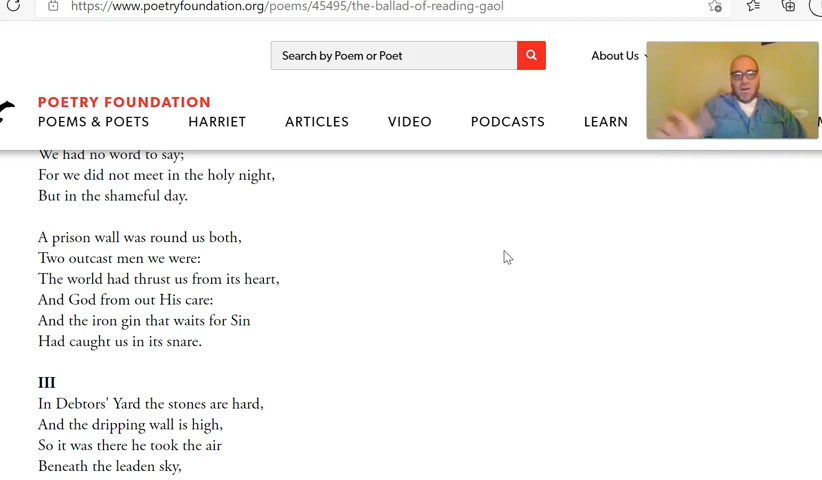 https://www.poetryfoundation.org/poems/45495/the-ballad-of-reading-gaol
Search by Poem or Poet
About Us
POETRY FOUNDATION
POEMS & POETS HARRIET ARTICLES VIDEO PODCASTS LEARN
We had no word to say;
For we did not meet in the holy night,
But in the shameful day.
A prison wall was round us both,
Two outcast men we were:
The world had thrust us from its heart,
And God from out His care:
And the iron gin that waits for Sin
Had caught us in its snare.
III
In Debtors' Yard the stones are hard,
And the dripping wall is high,
So it was there he took the air
Beneath the leaden sky,